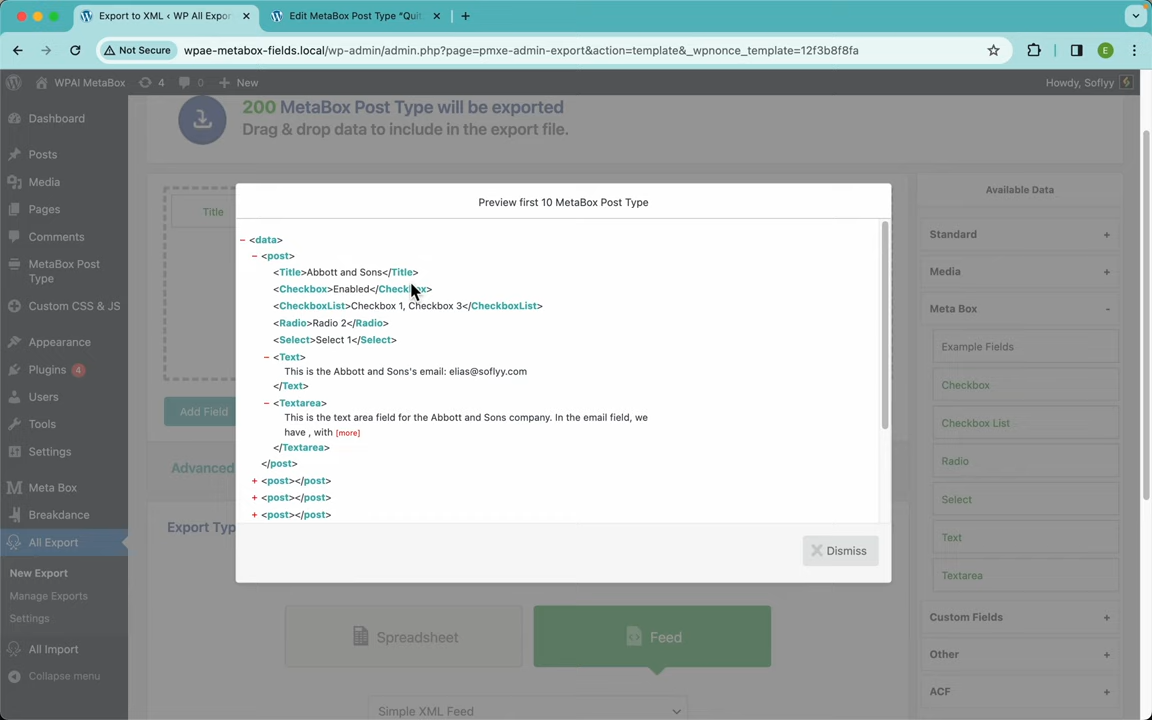 Export to XML < WP All Export
Edit MetaBox Post Type "Qui
Not Secure
wpae-metabox-fields.local/wp-admin/admin.php?page=pmxe-admin-export&action=template&_wpnonce_template=12f3b8f8fa
E
WPAI MetaBox
4
0
New
Howdy, Soflyy
Dashboard
Posts
Media
Pages
Comments
MetaBox Post
Type
Custom CSS & JS
Appearance
Plugins 4
Users
Tools
Settings
Meta Box
Breakdance
All Export
New Export
Manage Exports
Settings
All Import
Collapse menu
200 MetaBox Post Type will be exported
Drag & drop data to include in the export file.
Title
Add Field
Advanced
Export Typ
Preview first 10 MetaBox Post Type
− <data>
− <post>
<Title>Abbott and Sons</Title>
<Checkbox>Enabled</Checkbox>
<CheckboxList>Checkbox 1, Checkbox 3</CheckboxList>
<Radio>Radio 2</Radio>
<Select>Select 1</Select>
− <Text>
This is the Abbott and Sons's email: elias@soflyy.com
</Text>
− <Textarea>
This is the text area field for the Abbott and Sons company. In the email field, we
have , with [more]
</Textarea>
</post>
+ <post></post>
+ <post></post>
+ <post></post>
Dismiss
Spreadsheet
Feed
Simple XML Feed
Available Data
Standard +
Media +
Meta Box -
Example Fields
Checkbox
Checkbox List
Radio
Select
Text
Textarea
Custom Fields +
Other +
ACF +